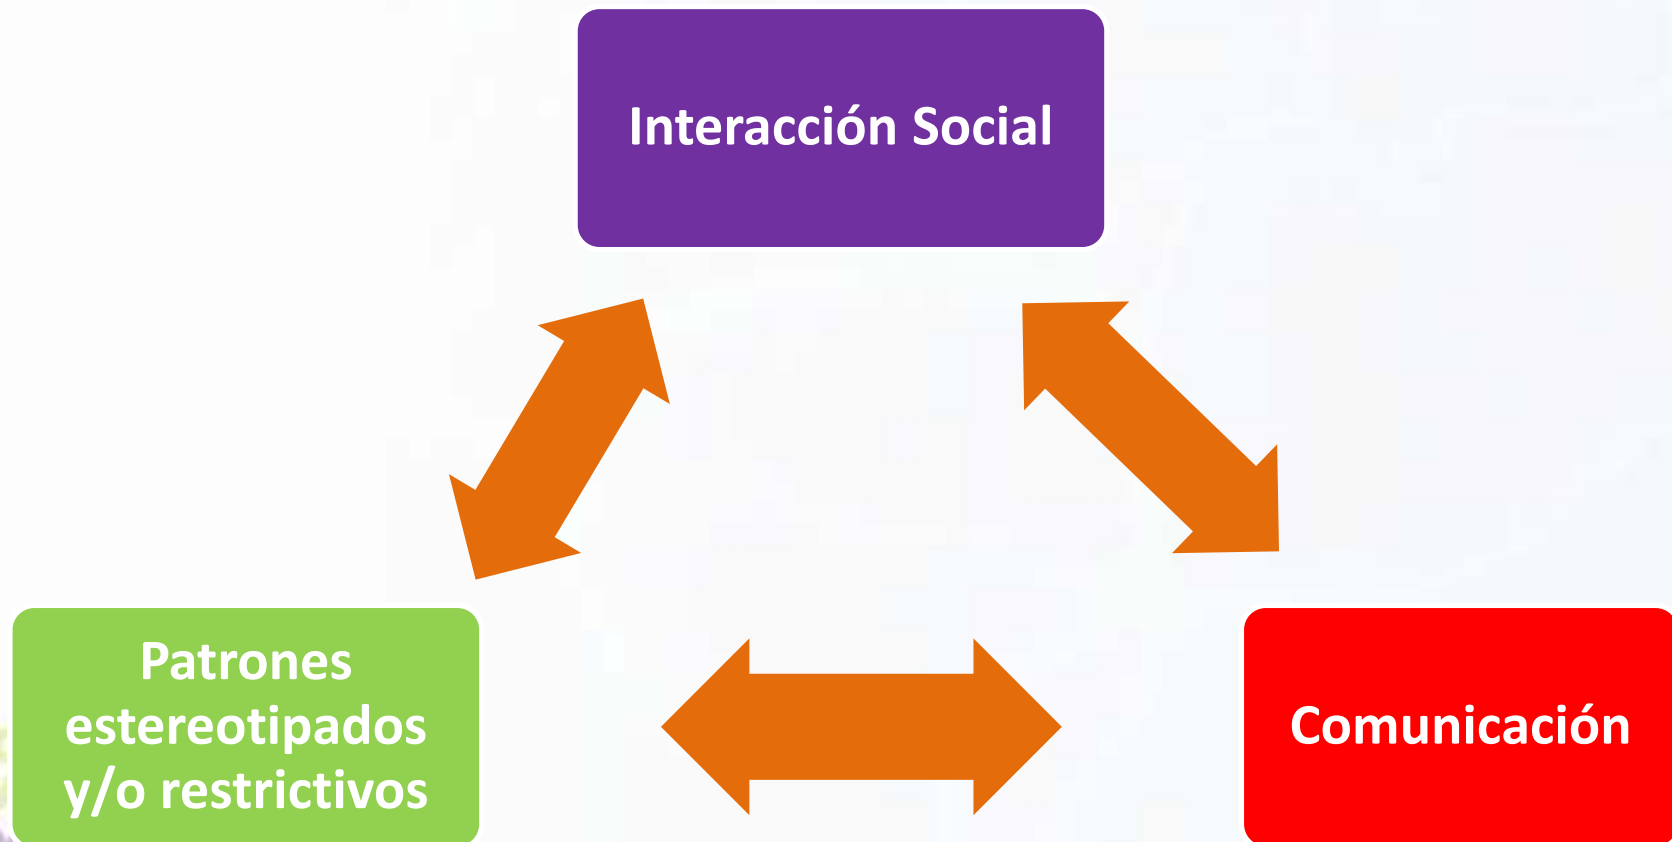 Interacción Social
Patrones
estereotipados
y/o restrictivos
Comunicación